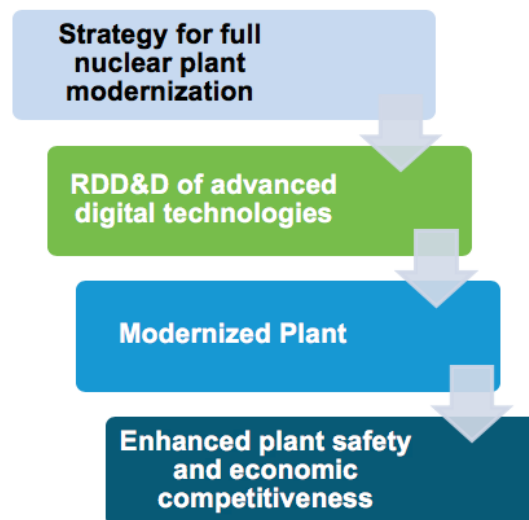 Strategy for full
nuclear plant
modernization
RDD&D of advanced
digital technologies
Modernized Plant
Enhanced plant safety
and economic
competitiveness